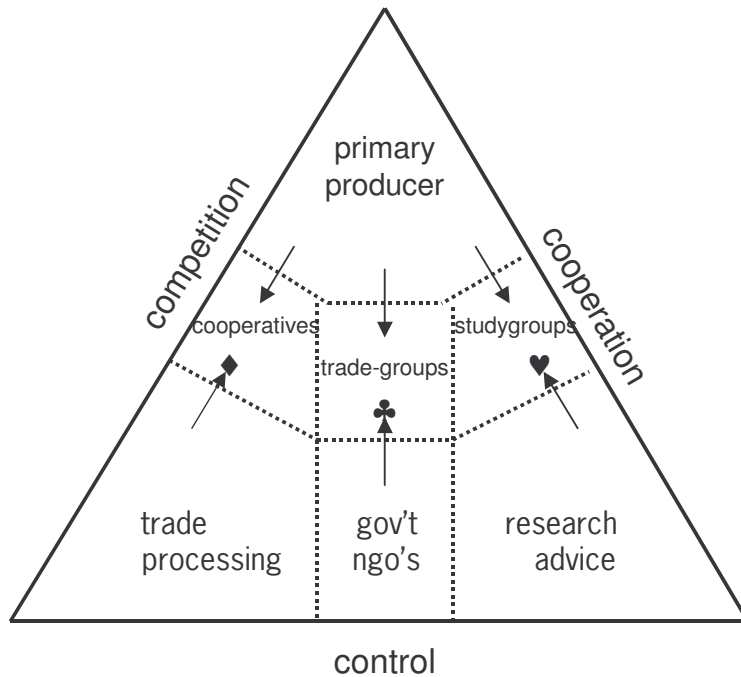 primary
producer
competition
cooperation
cooperatives
studygroups
trade-groups
♦
♥
♣
trade
processing
gov't
ngo's
research
advice
control